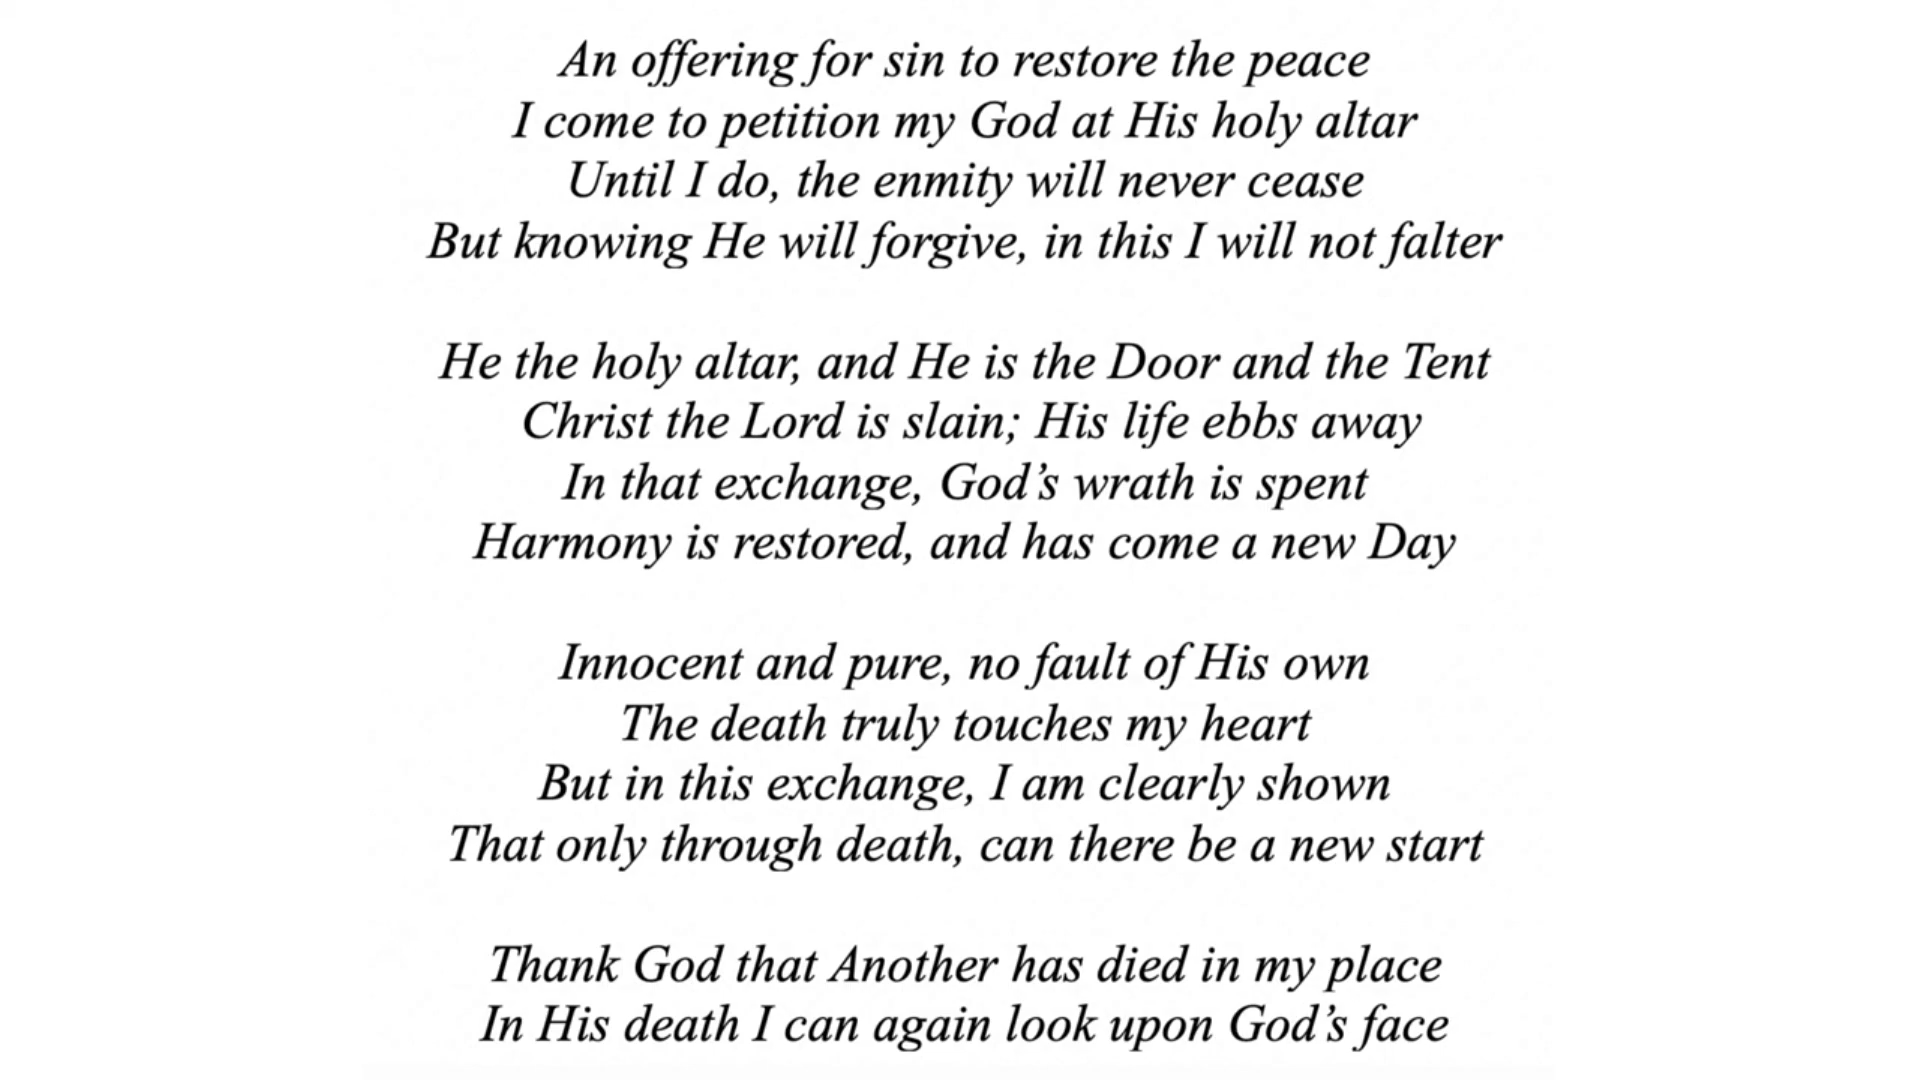 An offering for sin to restore the peace
I come to petition my God at His holy altar
Until I do, the enmity will never cease
But knowing He will forgive, in this I will not falter
He the holy altar, and He is the Door and the Tent
Christ the Lord is slain; His life ebbs away
In that exchange, God’s wrath is spent
Harmony is restored, and has come a new Day
Innocent and pure, no fault of His own
The death truly touches my heart
But in this exchange, I am clearly shown
That only through death, can there be a new start
Thank God that Another has died in my place
In His death I can again look upon God’s face